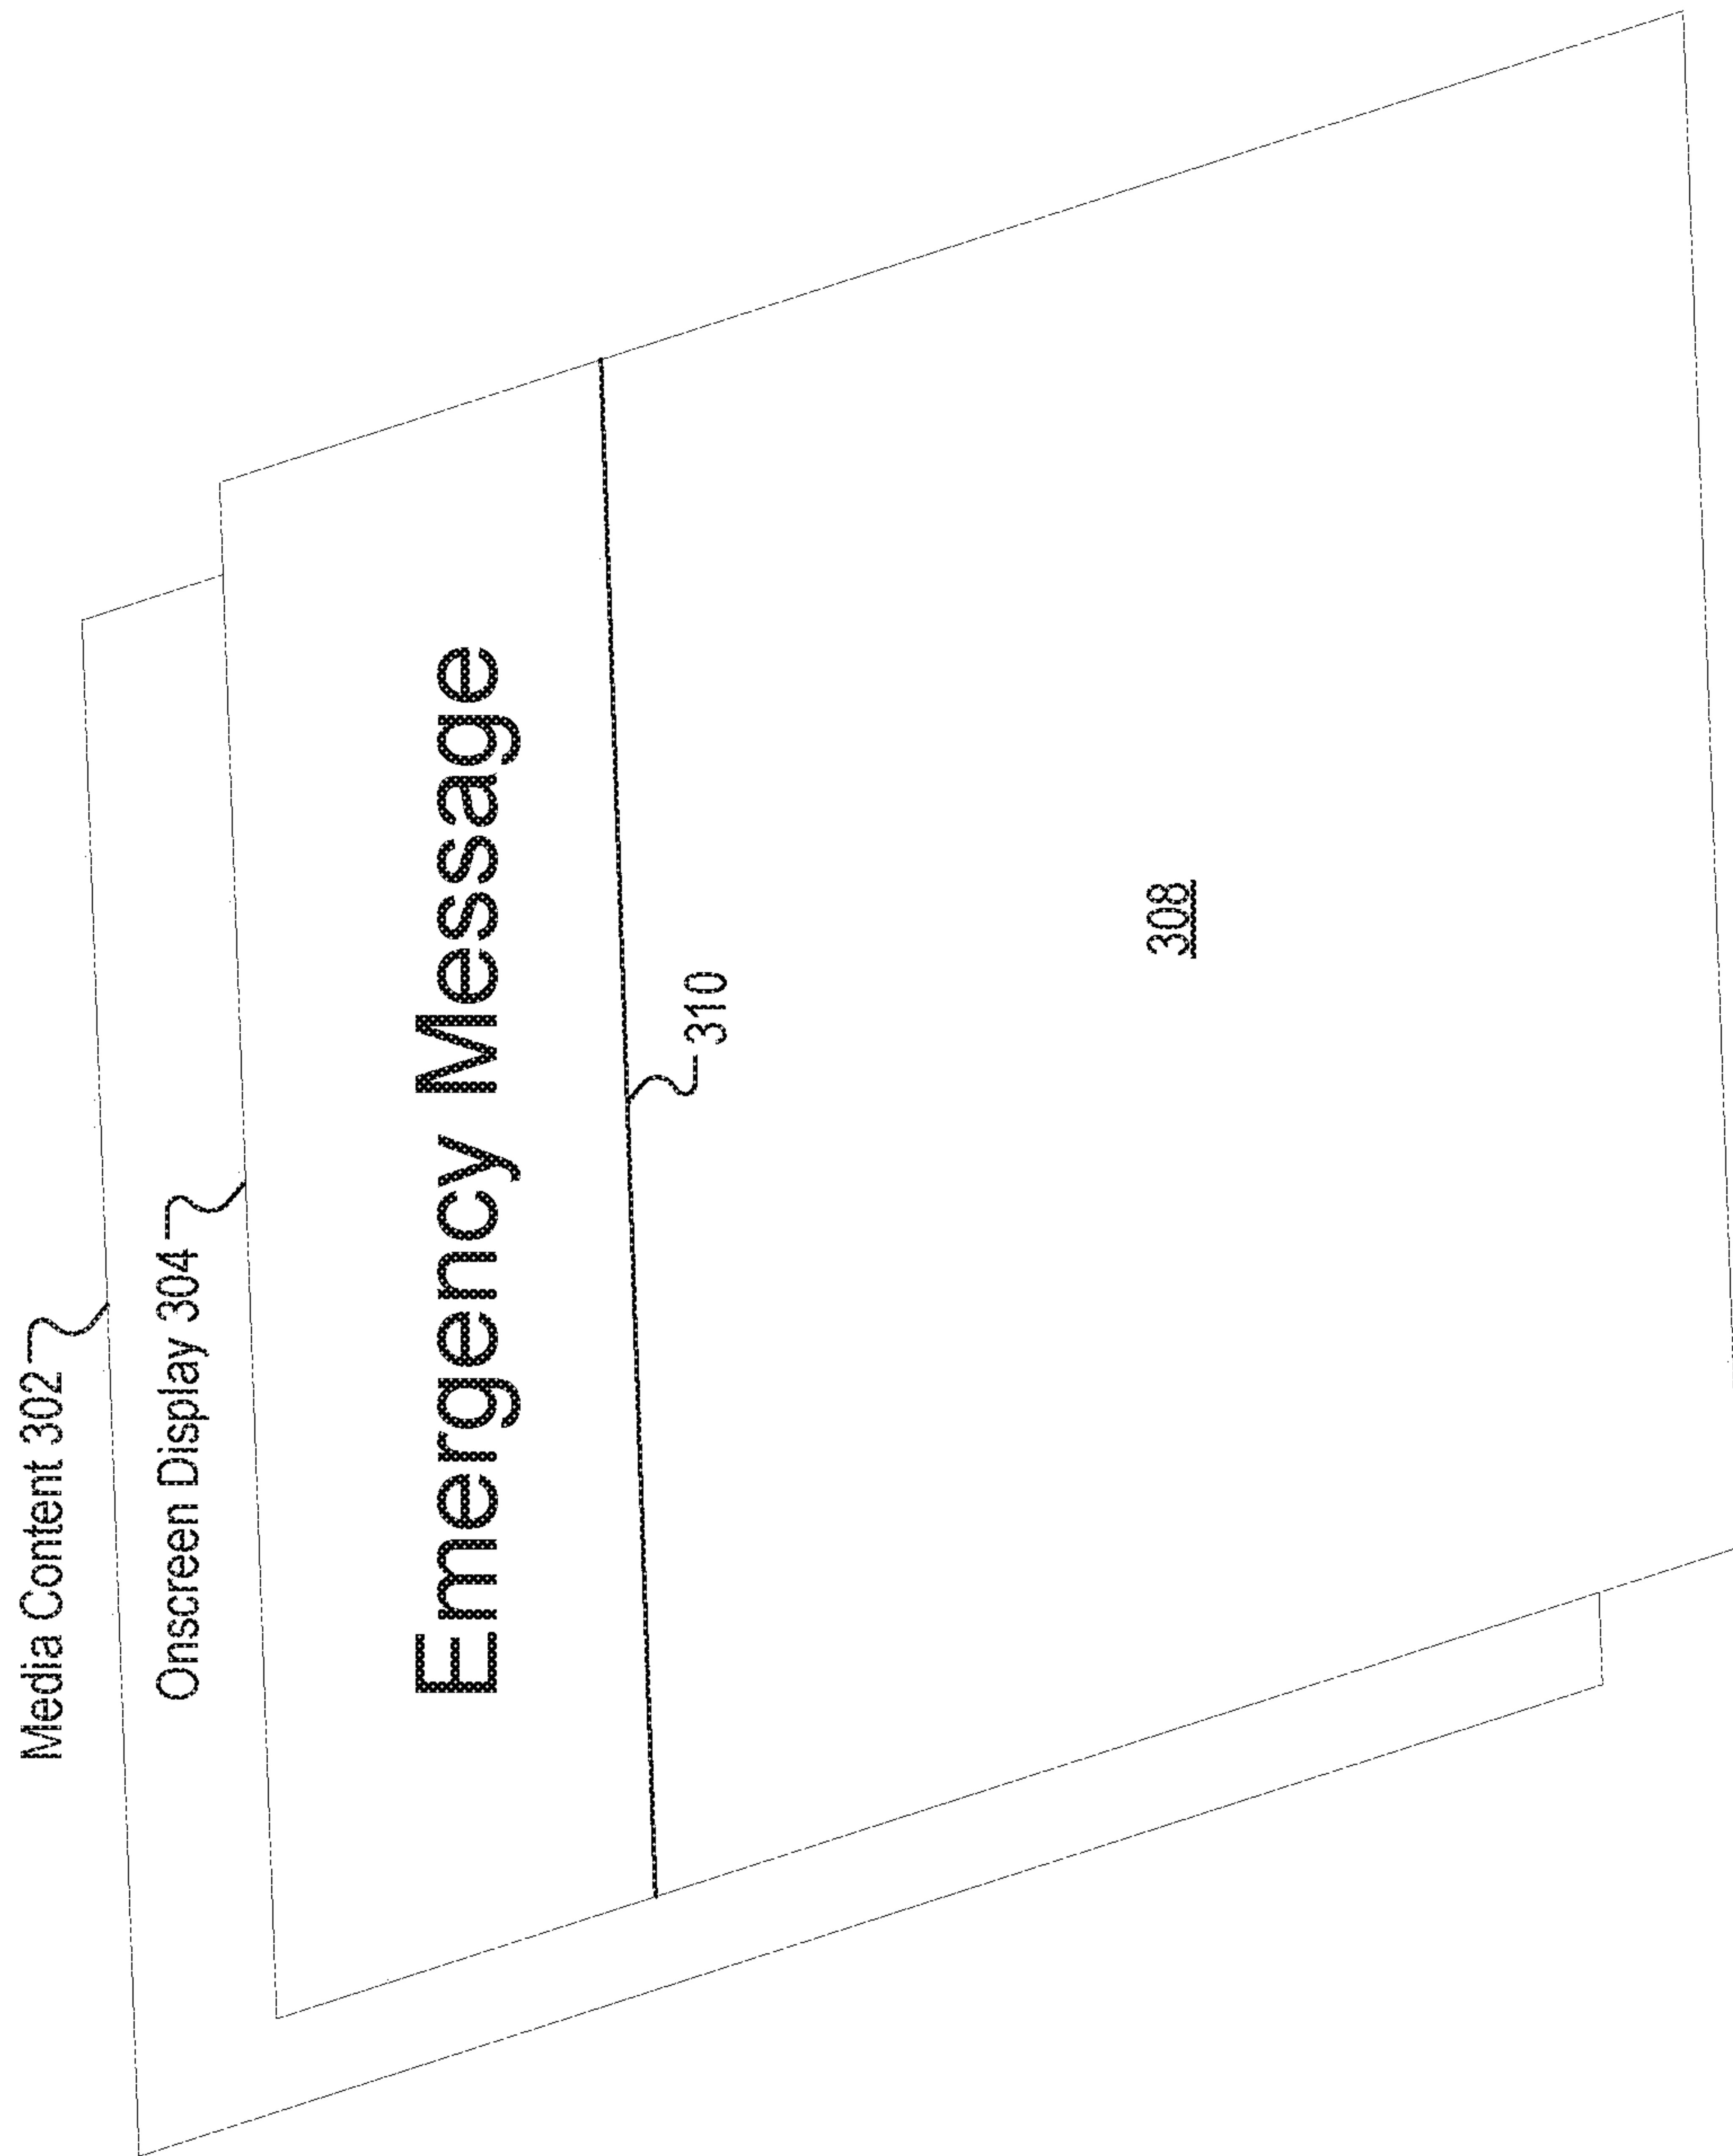 Media Content 302
Onscreen Display 304
Emergency Message
310
308